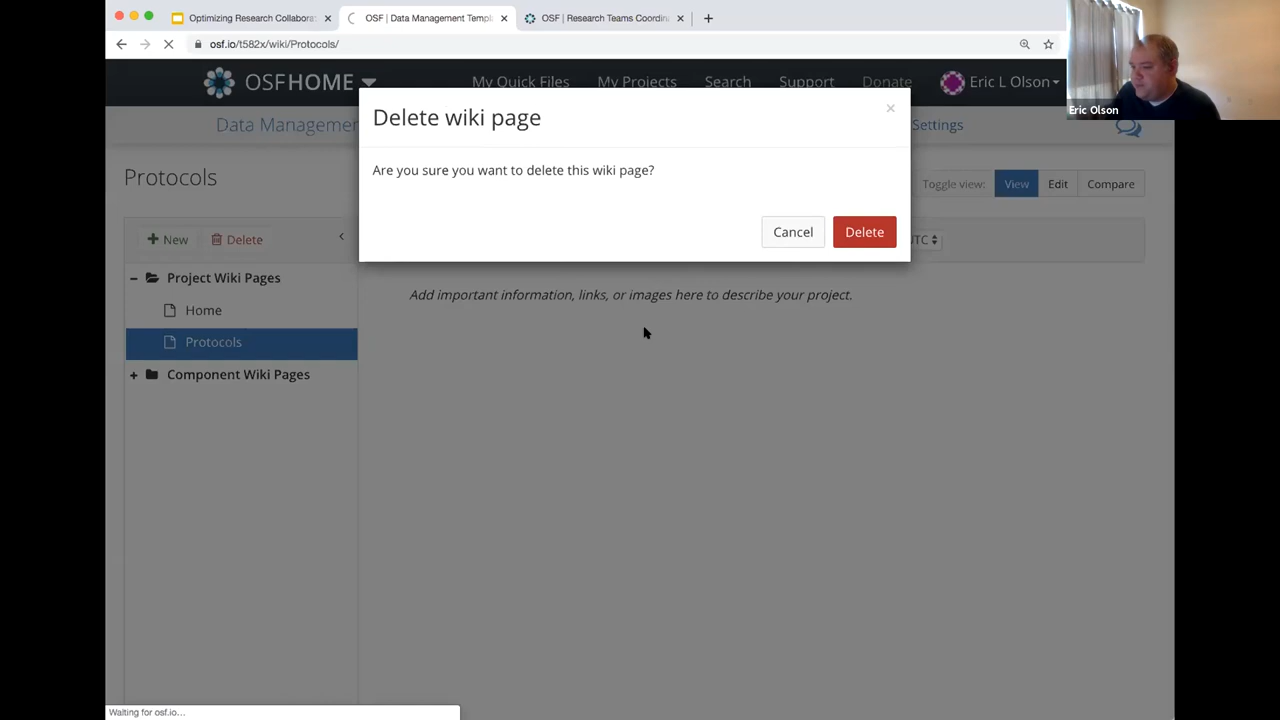 Optimizing Research Collabora
OSF | Data Management Templ
OSF | Research Teams Coordin
osf.io/t582x/wiki/Protocols/
OSFHOME
My Quick Files
My Projects
Search
Support
Donate
Eric L Olson
Eric Olson
Data Managemen
Settings
Delete wiki page
×
Are you sure you want to delete this wiki page?
Cancel
Delete
Protocols
Toggle view:
View
Edit
Compare
New
Delete
UTC
Project Wiki Pages
Home
Protocols
Component Wiki Pages
Add important information, links, or images here to describe your project.
Waiting for osf.io...